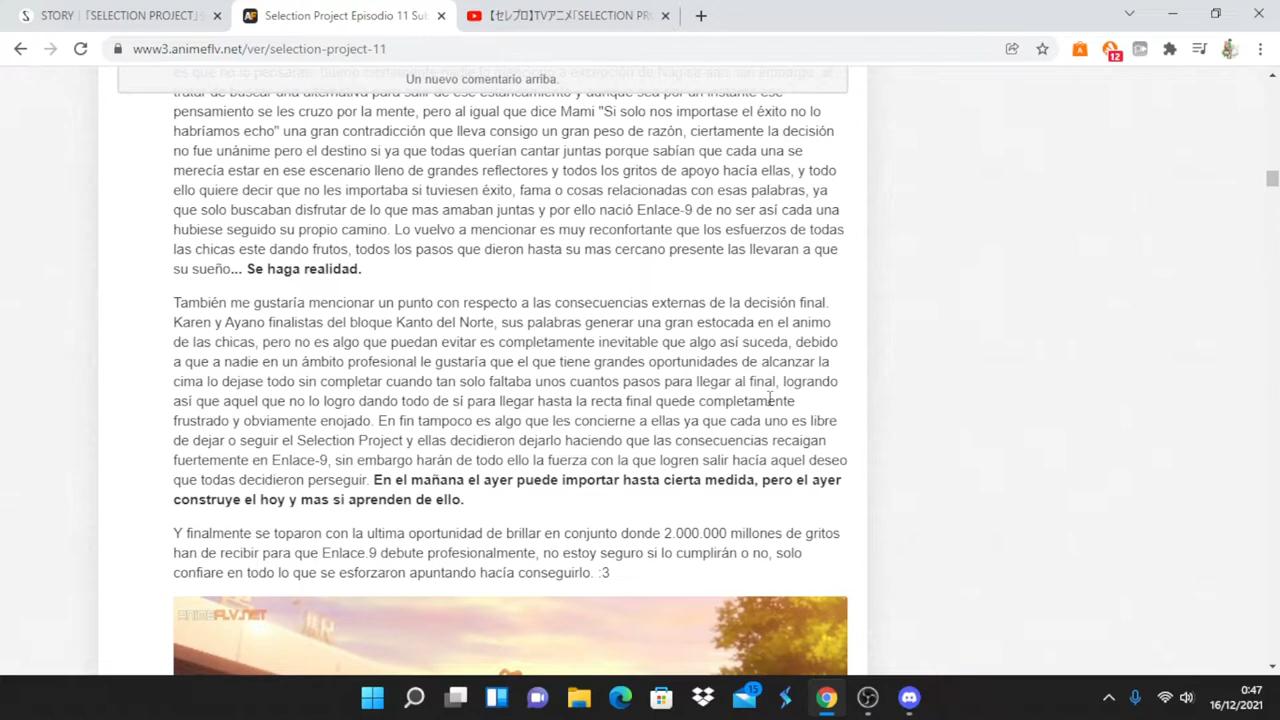 STORY | 「SELECTION PROJECT」S
Selection Project Episodio 11 Sub
【セレプロ】TVアニメ「SELECTION PR
www3.animeflv.net/ver/selection-project-11
12
Un nuevo comentario arriba.
tratar de buscar una alternativa para salir de ese estancamiento y aunque sea por un instante ese
pensamiento se les cruzo por la mente, pero al igual que dice Mami "Si solo nos importase el éxito no lo
habríamos echo" una gran contradicción que lleva consigo un gran peso de razón, ciertamente la decisión
no fue unánime pero el destino si ya que todas querían cantar juntas porque sabían que cada una se
merecía estar en ese escenario lleno de grandes reflectores y todos los gritos de apoyo hacía ellas, y todo
ello quiere decir que no les importaba si tuviesen éxito, fama o cosas relacionadas con esas palabras, ya
que solo buscaban disfrutar de lo que mas amaban juntas y por ello nació Enlace-9 de no ser así cada una
hubiese seguido su propio camino. Lo vuelvo a mencionar es muy reconfortante que los esfuerzos de todas
las chicas este dando frutos, todos los pasos que dieron hasta su mas cercano presente las llevaran a que
su sueño... Se haga realidad.
También me gustaría mencionar un punto con respecto a las consecuencias externas de la decisión final.
Karen y Ayano finalistas del bloque Kanto del Norte, sus palabras generar una gran estocada en el animo
de las chicas, pero no es algo que puedan evitar es completamente inevitable que algo así suceda, debido
a que a nadie en un ámbito profesional le gustaría que el que tiene grandes oportunidades de alcanzar la
cima lo dejase todo sin completar cuando tan solo faltaba unos cuantos pasos para llegar al final, logrando
así que aquel que no lo logro dando todo de sí para llegar hasta la recta final quede completamente
frustrado y obviamente enojado. En fin tampoco es algo que les concierne a ellas ya que cada uno es libre
de dejar o seguir el Selection Project y ellas decidieron dejarlo haciendo que las consecuencias recaigan
fuertemente en Enlace-9, sin embargo harán de todo ello la fuerza con la que logren salir hacía aquel deseo
que todas decidieron perseguir. En el mañana el ayer puede importar hasta cierta medida, pero el ayer
construye el hoy y mas si aprenden de ello.
Y finalmente se toparon con la ultima oportunidad de brillar en conjunto donde 2.000.000 millones de gritos
han de recibir para que Enlace.9 debute profesionalmente, no estoy seguro si lo cumplirán o no, solo
confiare en todo lo que se esforzaron apuntando hacía conseguirlo. :3
ANIMEFLV.NET
15
0:47
16/12/2021